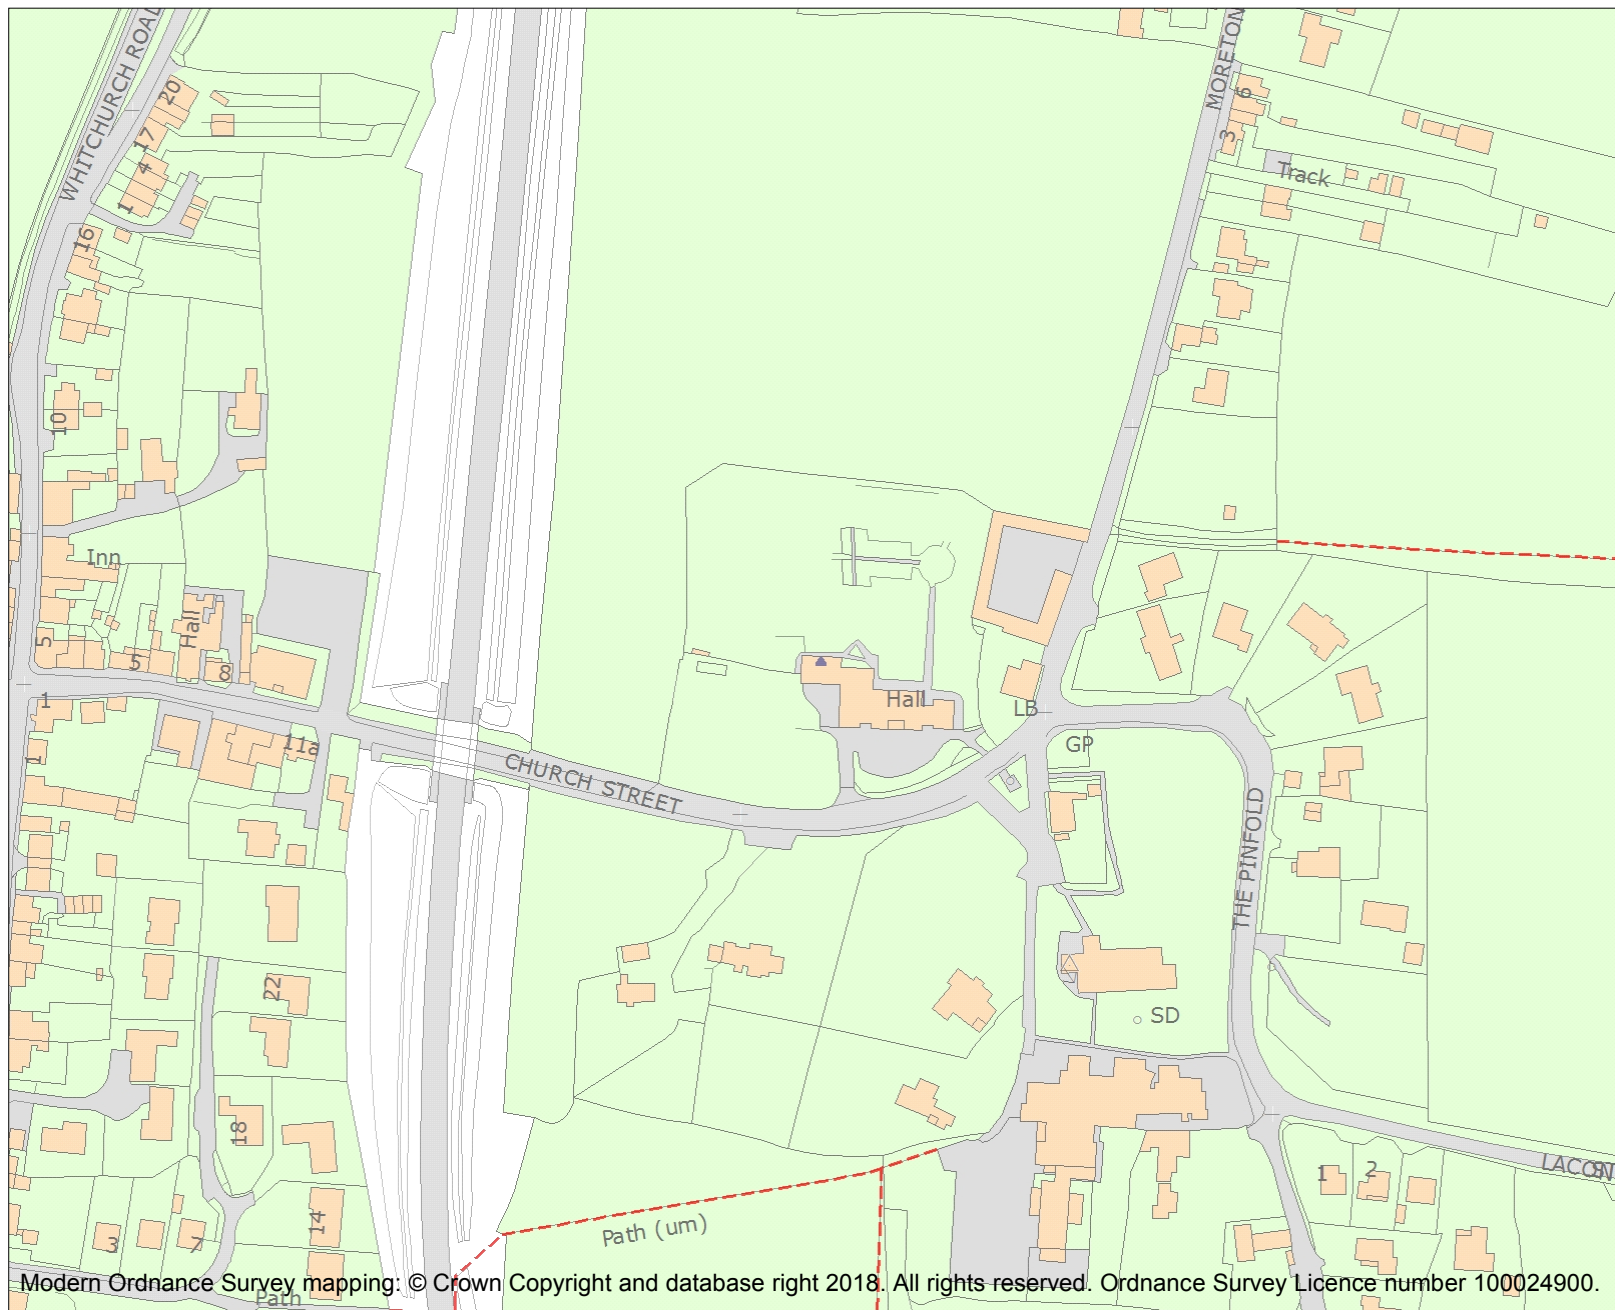 WHITCHURCH ROAD
MORETON
20
17
4
1
16
6
3
Track
10
Inn
Hall
5
5
8
1
1
11a
CHURCH STREET
Hall
LB
GP
THE PINFOLD
22
SD
18
14
3
7
1
2
LACON ST
Path (um)
Path
Modern Ordnance Survey mapping: © Crown Copyright and database right 2018. All rights reserved. Ordnance Survey Licence number 100024900.